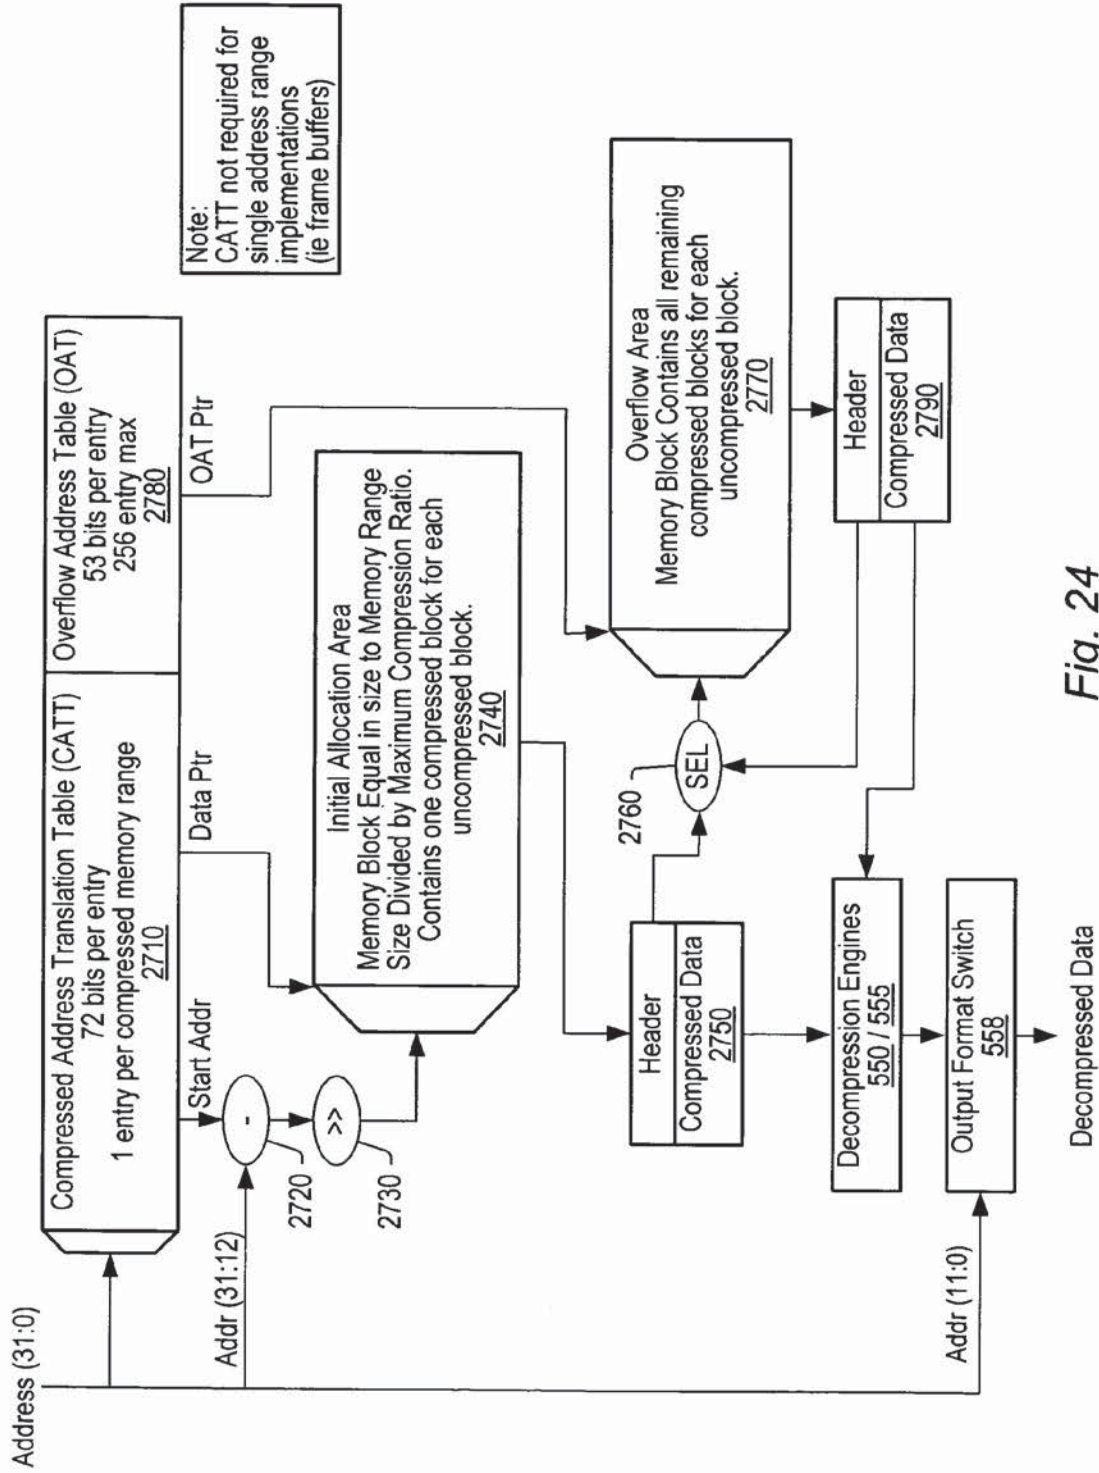 Address (31:0)
Compressed Address Translation Table (CATT)
72 bits per entry
1 entry per compressed memory range
2710
Overflow Address Table (OAT)
53 bits per entry
256 entry max
2780
Note:
CATT not required for
single address range
implementations
(ie frame buffers)
Addr (31:12)
Start Addr
Data Ptr
OAT Ptr
-
2720
>>
2730
Initial Allocation Area
Memory Block Equal in size to Memory Range
Size Divided by Maximum Compression Ratio.
Contains one compressed block for each
uncompressed block.
2740
Overflow Area
Memory Block Contains all remaining
compressed blocks for each
uncompressed block.
2770
2760
SEL
Header
Compressed Data
2750
Header
Compressed Data
2790
Decompression Engines
550 / 555
Addr (11:0)
Output Format Switch
558
Decompressed Data
Fig. 24